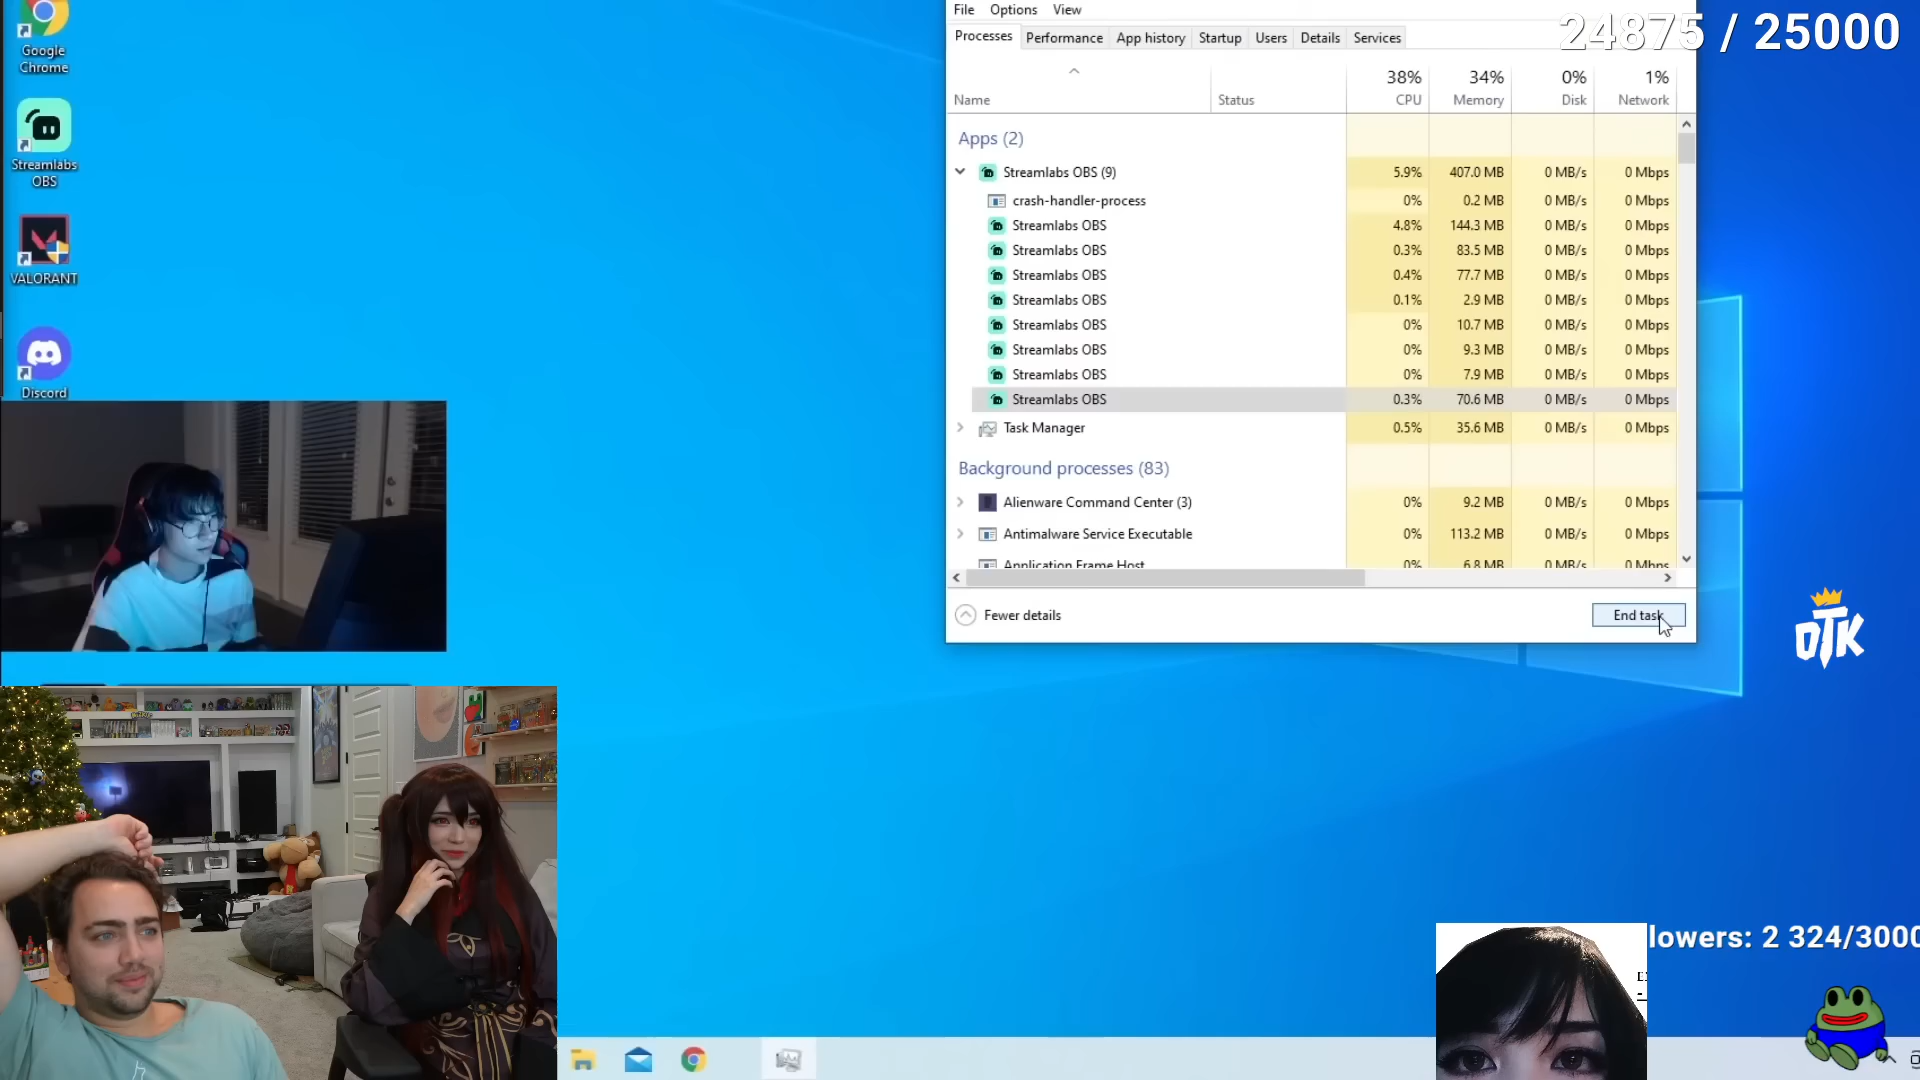 File Options View
Processes Performance App history Startup Users Details Services
24875 / 25000
Google
Chrome
Streamlabs
OBS
VALORANT
Discord
38% 34% 0% 1%
Name Status CPU Memory Disk Network
Apps (2)
Streamlabs OBS (9) 5.9% 407.0 MB 0 MB/s 0 Mbps
crash-handler-process 0% 0.2 MB 0 MB/s 0 Mbps
Streamlabs OBS 4.8% 144.3 MB 0 MB/s 0 Mbps
Streamlabs OBS 0.3% 83.5 MB 0 MB/s 0 Mbps
Streamlabs OBS 0.4% 77.7 MB 0 MB/s 0 Mbps
Streamlabs OBS 0.1% 2.9 MB 0 MB/s 0 Mbps
Streamlabs OBS 0% 10.7 MB 0 MB/s 0 Mbps
Streamlabs OBS 0% 9.3 MB 0 MB/s 0 Mbps
Streamlabs OBS 0% 7.9 MB 0 MB/s 0 Mbps
Streamlabs OBS 0.3% 70.6 MB 0 MB/s 0 Mbps
Task Manager 0.5% 35.6 MB 0 MB/s 0 Mbps
Background processes (83)
Alienware Command Center (3) 0% 9.2 MB 0 MB/s 0 Mbps
Antimalware Service Executable 0% 113.2 MB 0 MB/s 0 Mbps
Application Frame Host 0% 6.8 MB 0 MB/s 0 Mbps
Fewer details End task
OTK
lowers: 2 324/3000